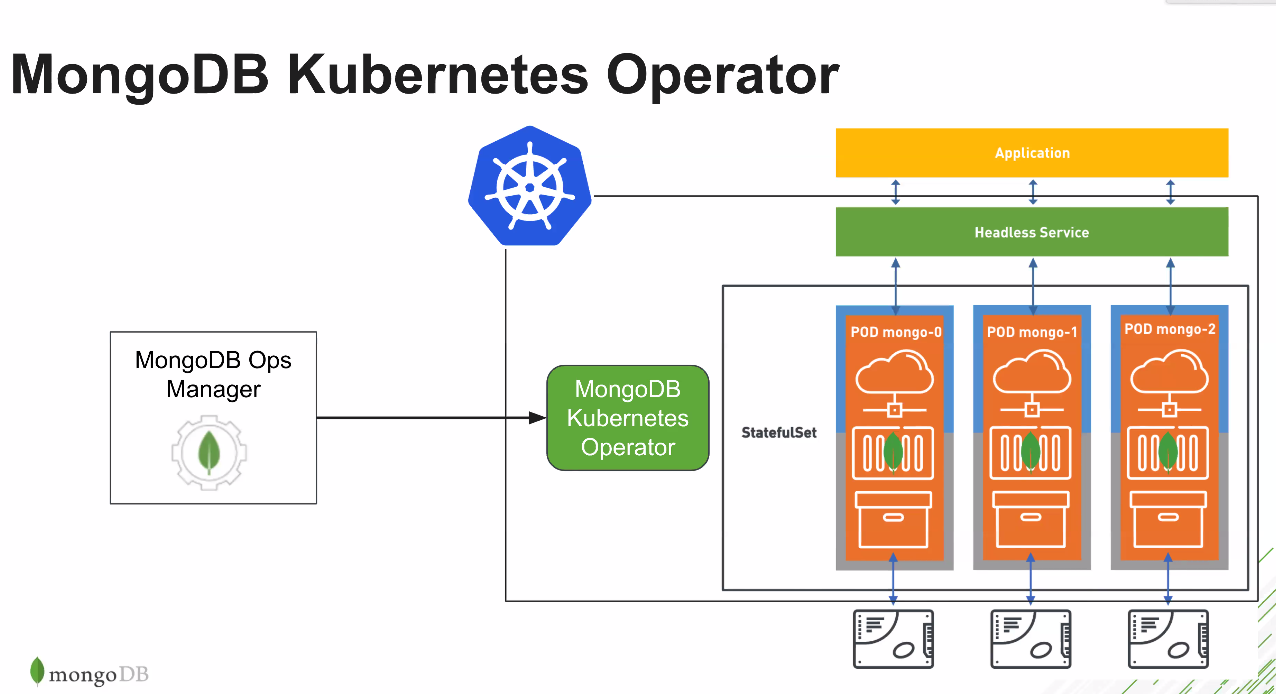 MongoDB Kubernetes Operator
Application
Headless Service
MongoDB Ops
Manager
MongoDB
Kubernetes
Operator
StatefulSet
POD mongo-0
POD mongo-1
POD mongo-2
mongoDB